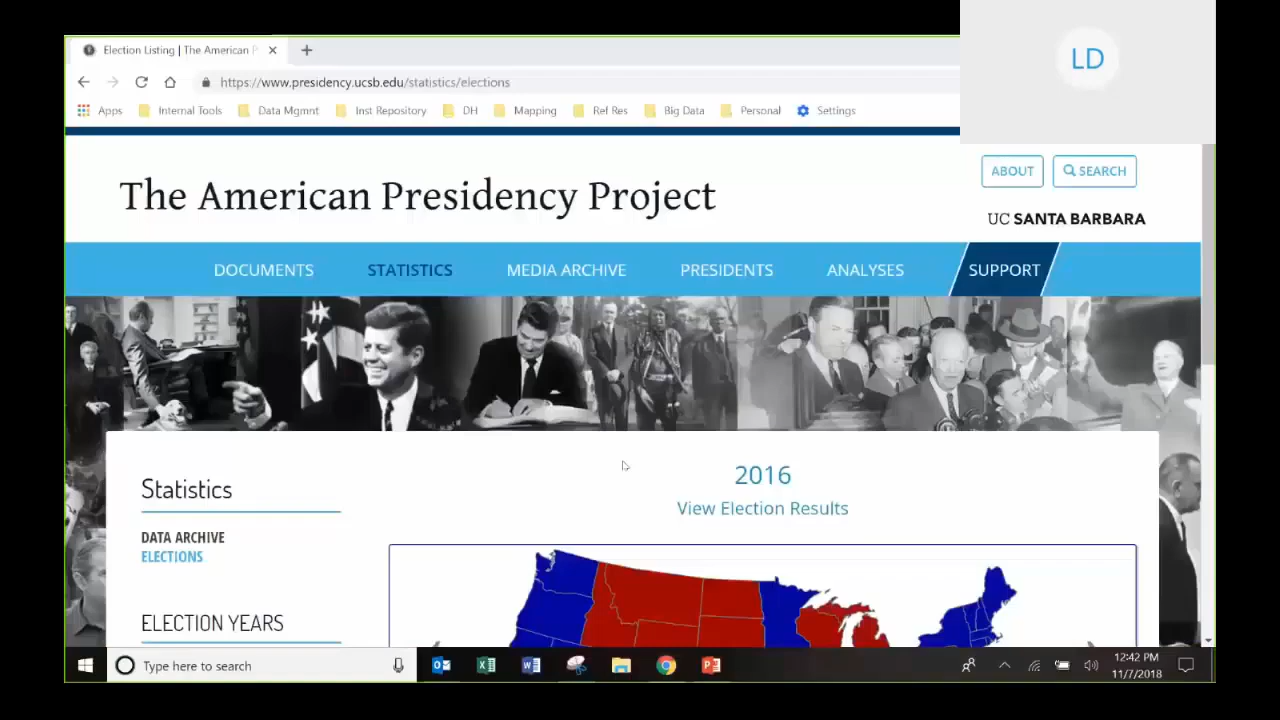 LD
Election Listing | The American P
https://www.presidency.ucsb.edu/statistics/elections
Apps Internal Tools Data Mgmnt Inst Repository DH Mapping Ref Res Big Data Personal Settings
ABOUT SEARCH
The American Presidency Project
UC SANTA BARBARA
DOCUMENTS STATISTICS MEDIA ARCHIVE PRESIDENTS ANALYSES SUPPORT
2016
Statistics
View Election Results
DATA ARCHIVE
ELECTIONS
ELECTION YEARS
Type here to search
12:42 PM
11/7/2018